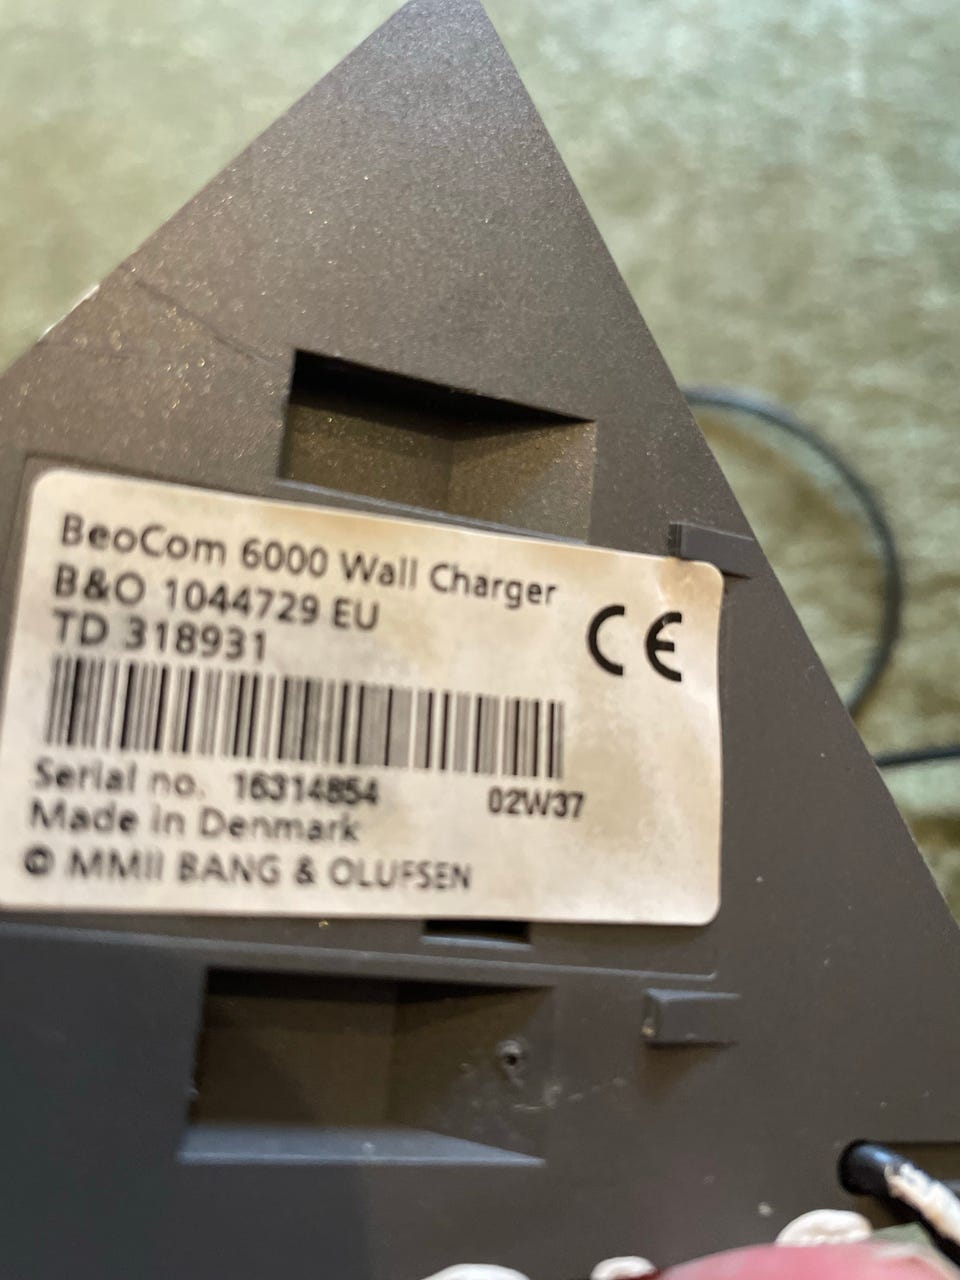 BeoCom 6000 Wall Charger
B&O 1044729 EU
TD 318931
CE
Serial no. 16314854 02W37
Made in Denmark
© MMII BANG & OLUFSEN